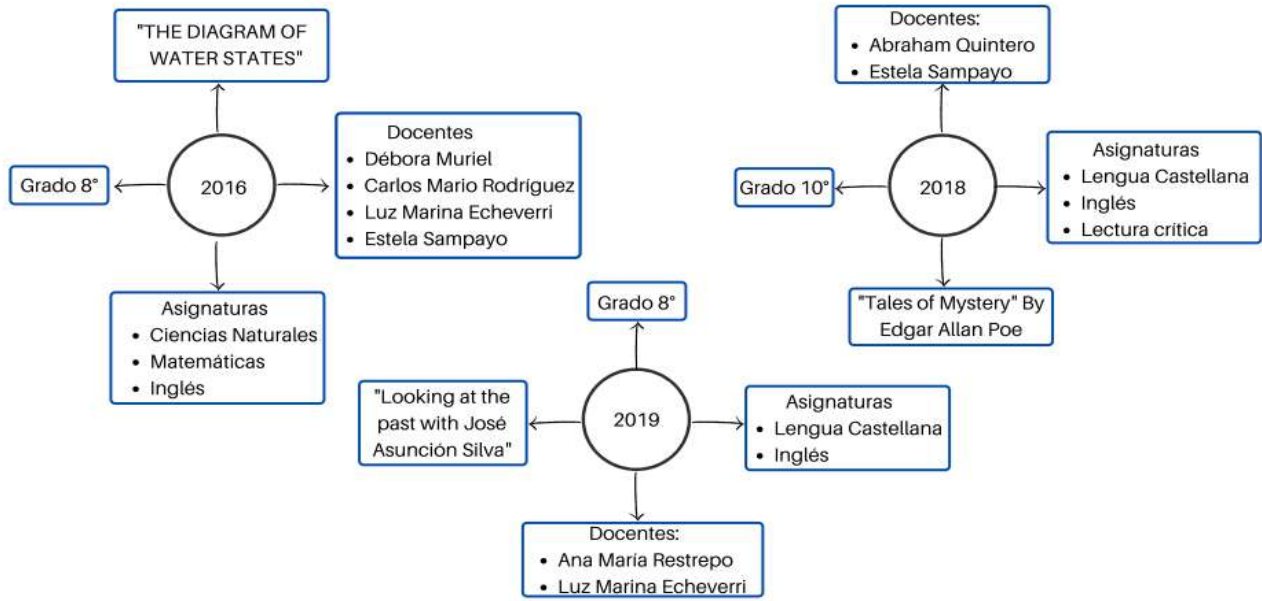 "THE DIAGRAM OF
WATER STATES"
Grado 8°
2016
Docentes
• Débora Muriel
• Carlos Mario Rodríguez
• Luz Marina Echeverri
• Estela Sampayo
Asignaturas
• Ciencias Naturales
• Matemáticas
• Inglés
Docentes:
• Abraham Quintero
• Estela Sampayo
Grado 10°
2018
Asignaturas
• Lengua Castellana
• Inglés
• Lectura crítica
"Tales of Mystery" By
Edgar Allan Poe
Grado 8°
"Looking at the
past with José
Asunción Silva"
2019
Asignaturas
• Lengua Castellana
• Inglés
Docentes:
• Ana María Restrepo
• Luz Marina Echeverri